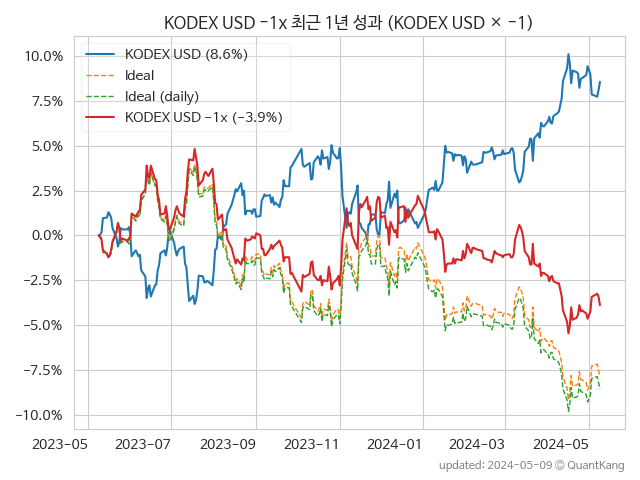 KODEX USD −1x 최근 1년 성과 (KODEX USD × −1)
KODEX USD (8.6%)
Ideal
Ideal (daily)
KODEX USD −1x (−3.9%)
10.0%
7.5%
5.0%
2.5%
0.0%
−2.5%
−5.0%
−7.5%
−10.0%
2023−05 2023−07 2023−09 2023−11 2024−01 2024−03 2024−05
updated: 2024−05−09 ⓒ QuantKang